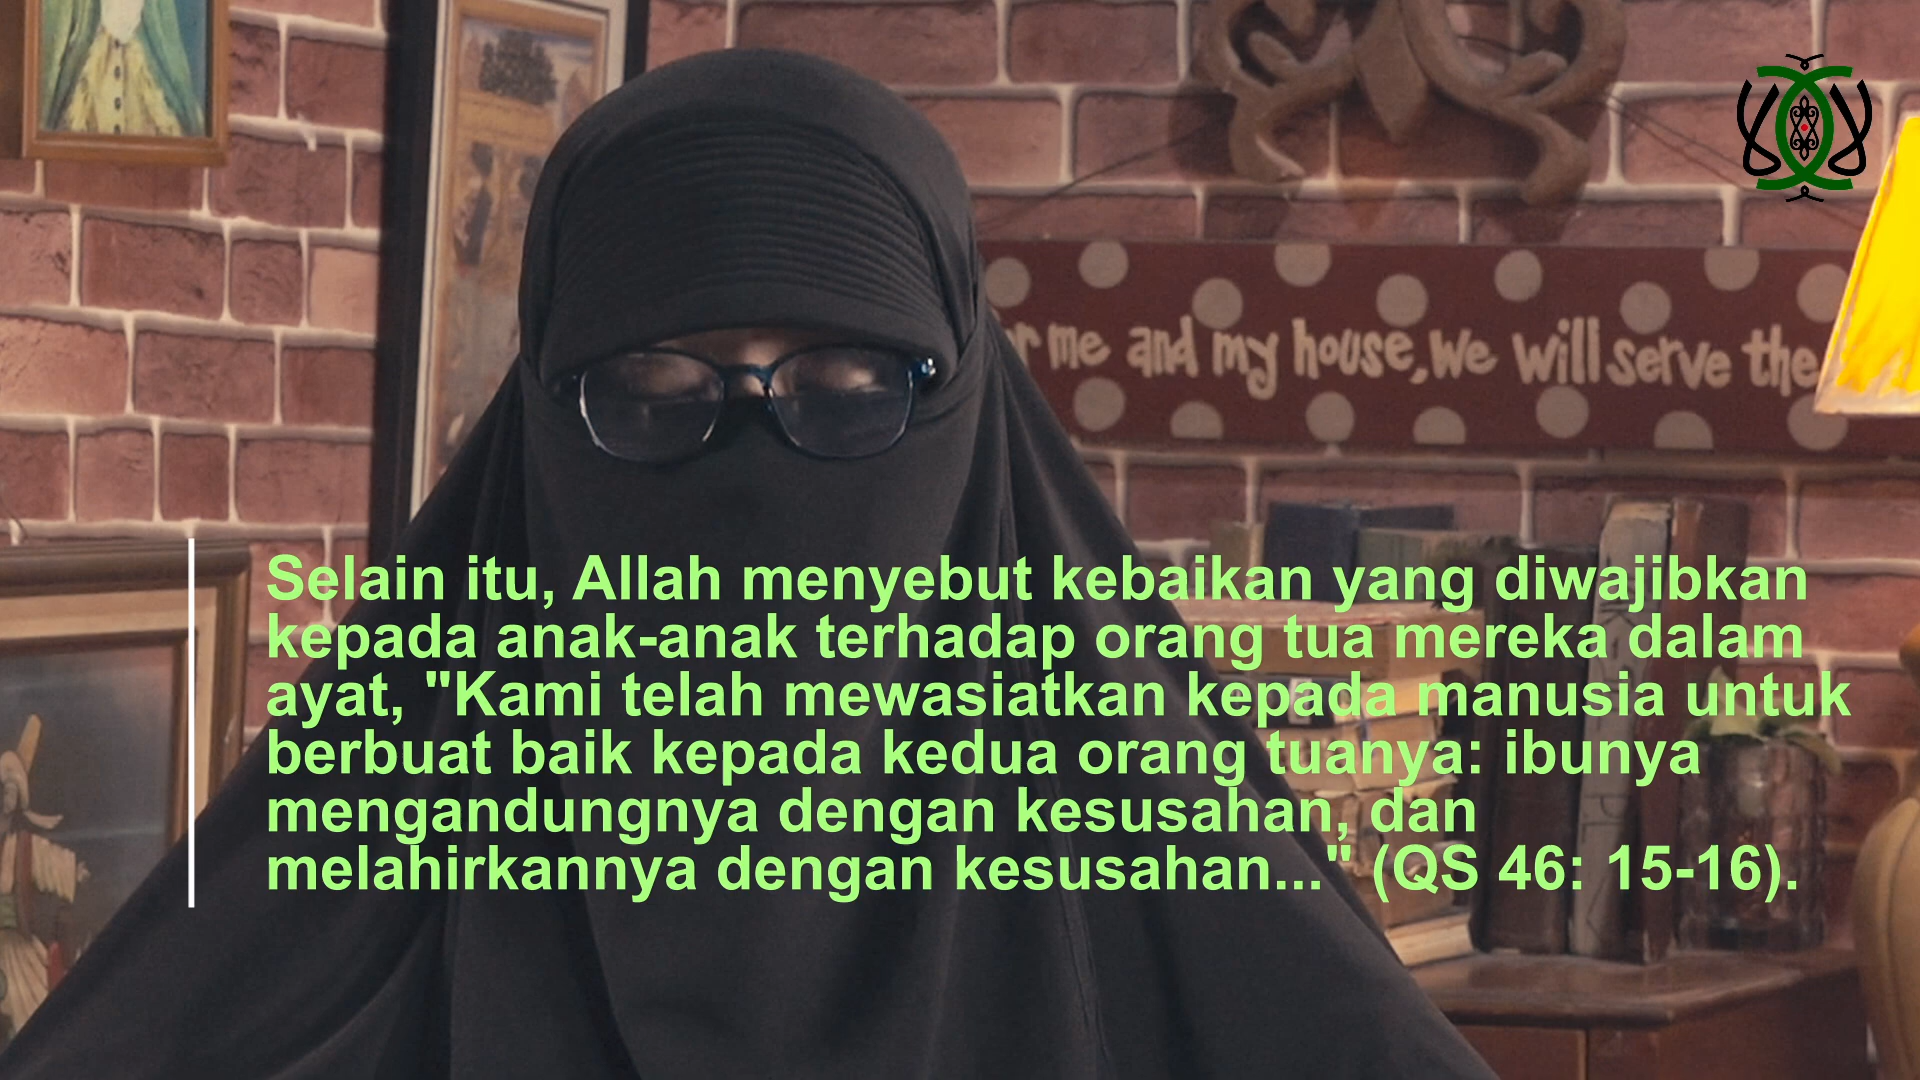 me and my house, we will serve the
Selain itu, Allah menyebut kebaikan yang diwajibkan
kepada anak-anak terhadap orang tua mereka dalam
ayat, "Kami telah mewasiatkan kepada manusia untuk
berbuat baik kepada kedua orang tuanya: ibunya
mengandungnya dengan kesusahan, dan
melahirkannya dengan kesusahan..." (QS 46: 15-16).